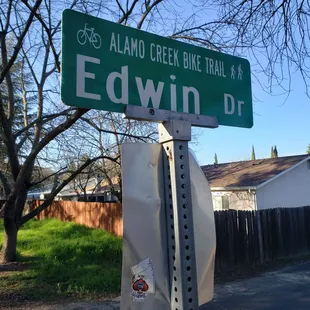 ALAMO CREEK BIKE TRAIL
Edwin Dr